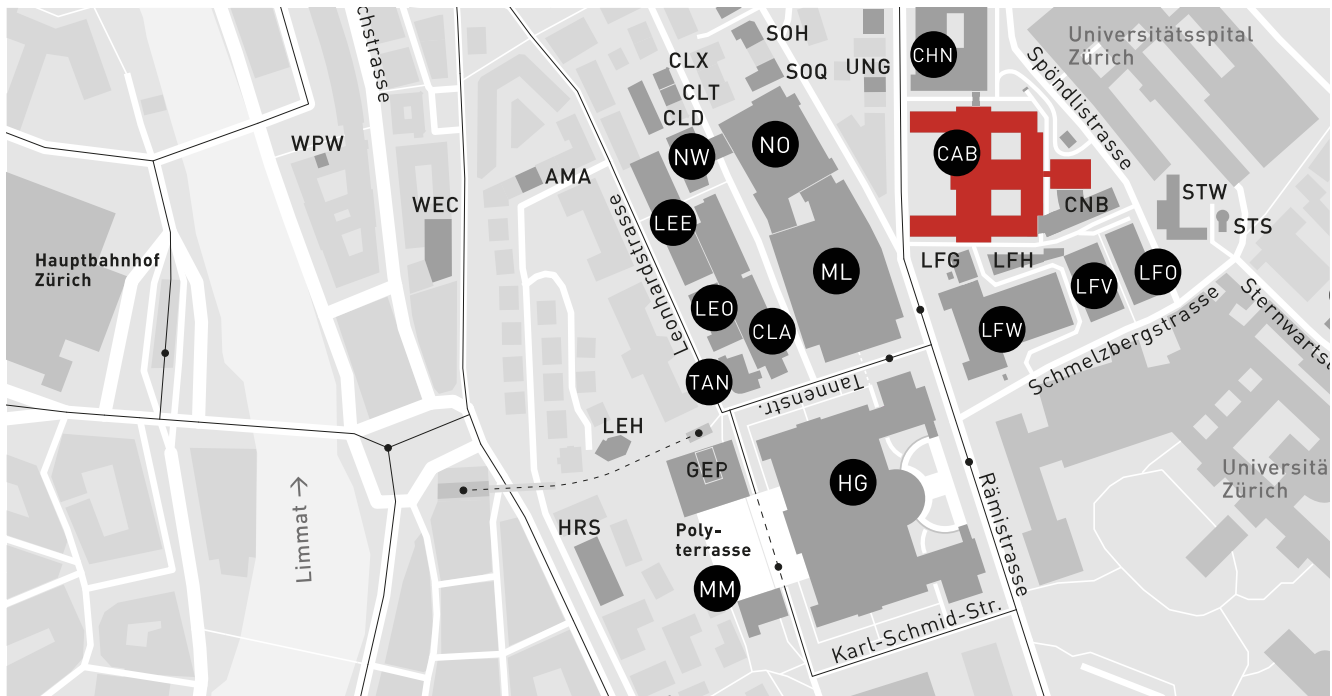 chstrasse
SOH
CLX
SOQ
UNG
CHN
Spöndlistrasse
Universitätsspital
Zürich
CLT
CLD
WPW
NW
NO
CAB
AMA
WEC
LEE
CNB
STW
STS
Hauptbahnhof
Zürich
Leonhardstrasse
ML
LFG
LFH
LFV
LFO
LEO
CLA
LFW
Schmelzbergstrasse
Sternwartst
TAN
Tannenstr.
LEH
GEP
HG
Universitä
Zürich
Limmat →
HRS
Poly-
terrasse
Rämistrasse
MM
Karl-Schmid-Str.